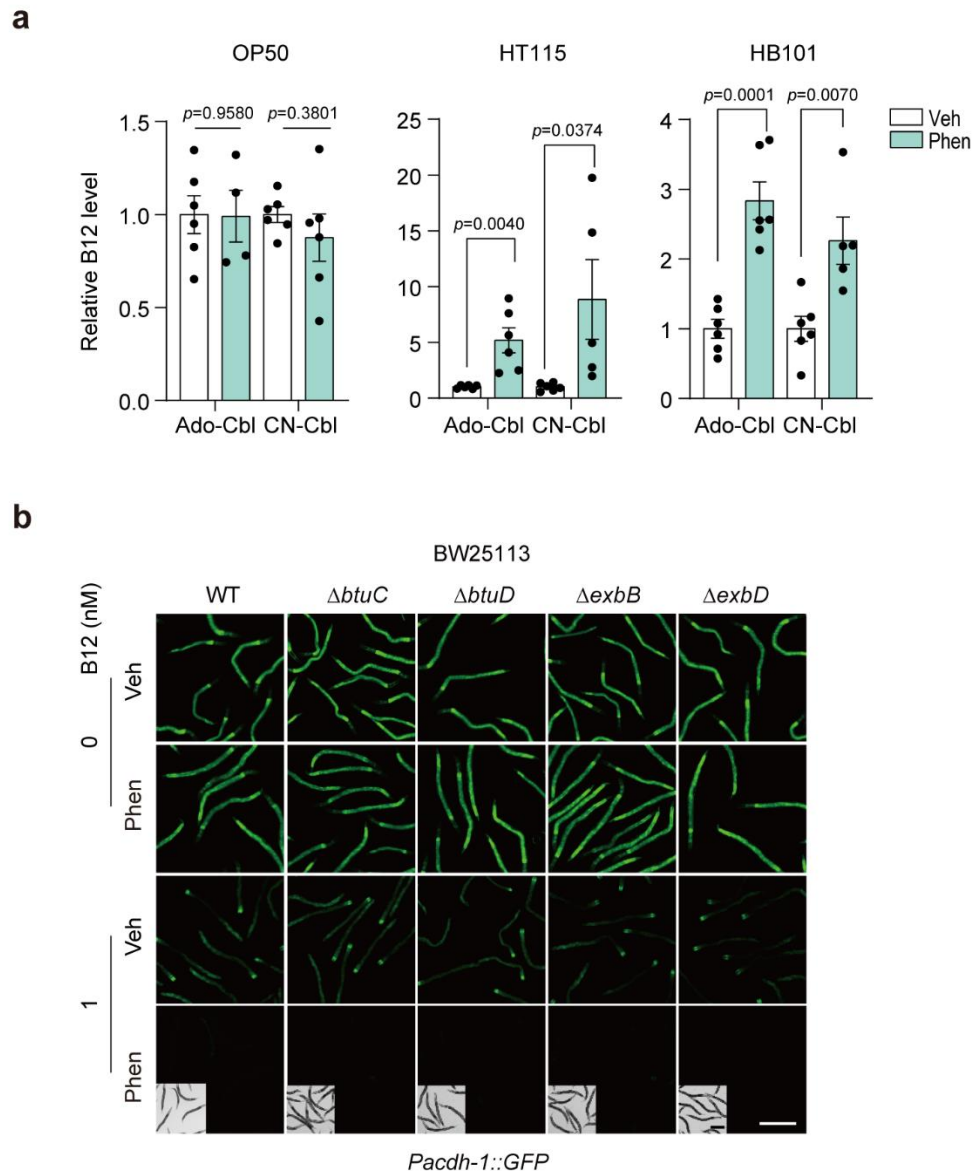 a
OP50
HT115
HB101
Veh
Phen
Relative B12 level
1.5
1.0
0.5
0.0
p=0.9580
p=0.3801
Ado-Cbl
CN-Cbl
25
20
15
10
5
0
p=0.0040
p=0.0374
Ado-Cbl
CN-Cbl
4
3
2
1
0
p=0.0001
p=0.0070
Ado-Cbl
CN-Cbl
b
BW25113
WT
ΔbtuC
ΔbtuD
ΔexbB
ΔexbD
B12 (nM)
0
Veh
Phen
1
Veh
Phen
Pacdh-1::GFP